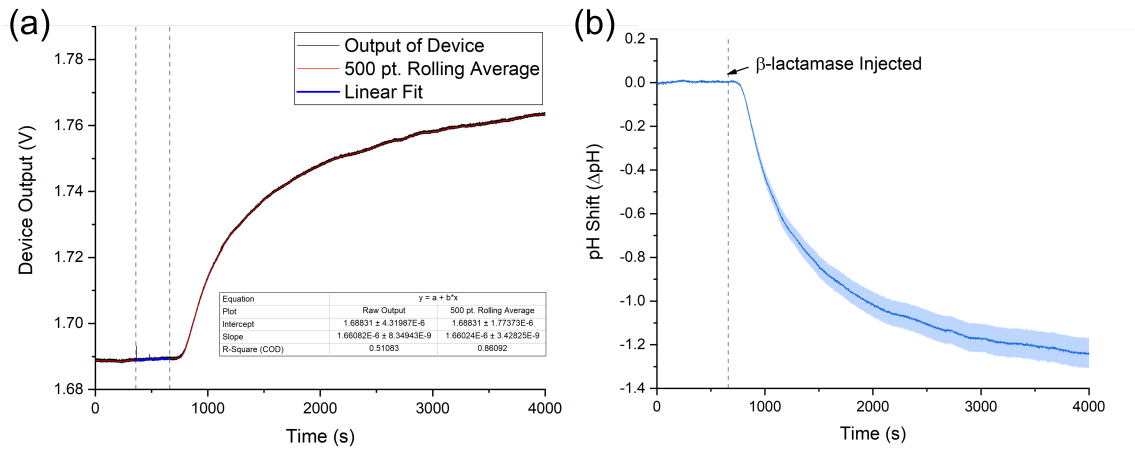 (a)
1.78
1.76
1.74
1.72
1.70
1.68
Device Output (V)
Output of Device
500 pt. Rolling Average
Linear Fit
Equation y = a + b*x
Plot Raw Output 500 pt. Rolling Average
Intercept 1.68831 ± 4.31987E-6 1.68831 ± 1.77373E-6
Slope 1.66082E-6 ± 8.34943E-9 1.66024E-6 ± 3.42825E-9
R-Square (COD) 0.51083 0.86092
0 1000 2000 3000 4000
Time (s)
(b)
0.2
0.0
-0.2
-0.4
-0.6
-0.8
-1.0
-1.2
-1.4
pH Shift (ΔpH)
β-lactamase Injected
0 1000 2000 3000 4000
Time (s)